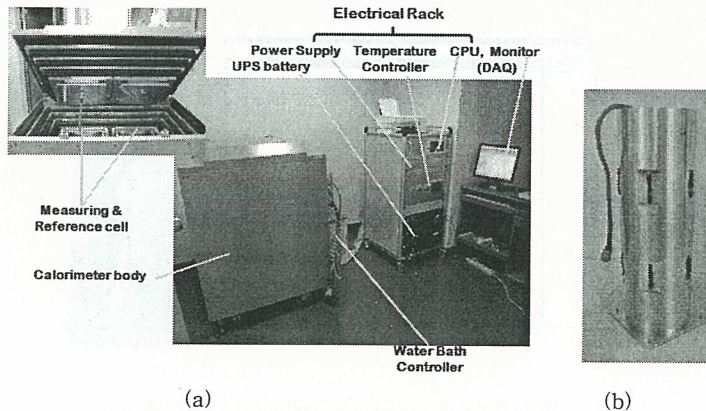 Electrical Rack
Power Supply Temperature CPU, Monitor
UPS battery Controller (DAQ)
Measuring &
Reference cell
Calorimeter body
Water Bath
Controller
(a) (b)